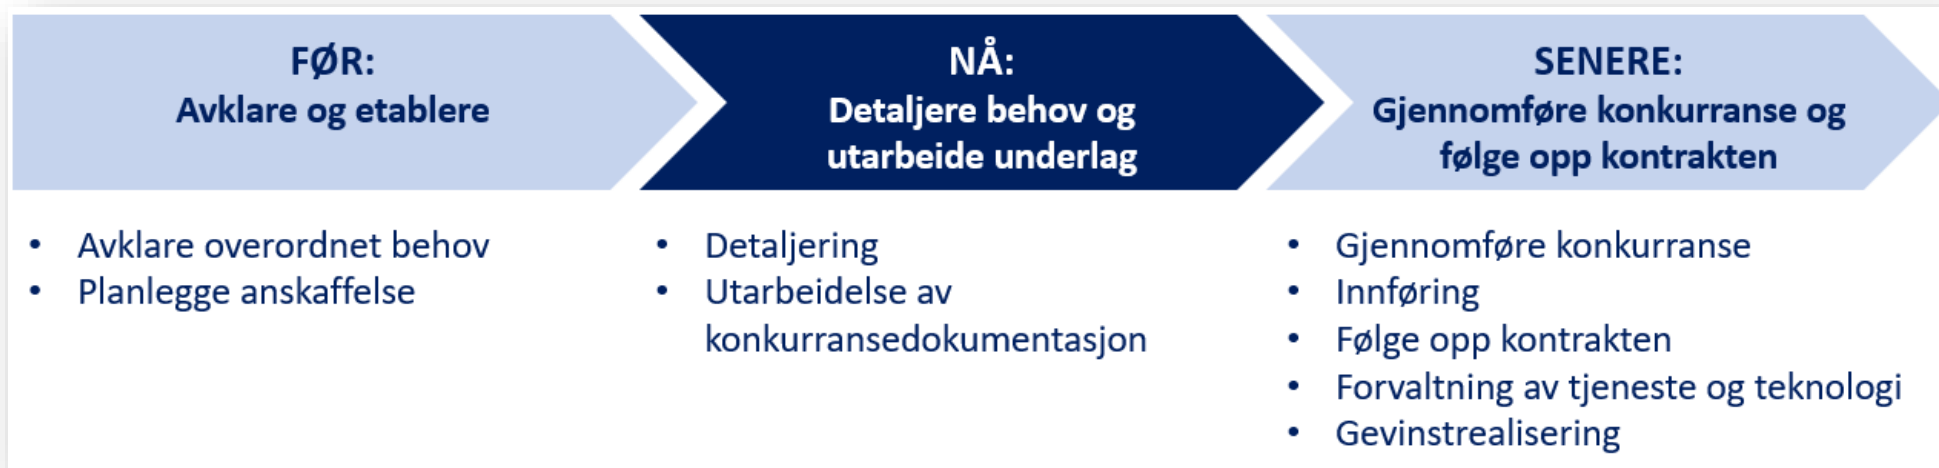 FØR:
Avklare og etablere
• Avklare overordnet behov
• Planlegge anskaffelse
NÅ:
Detaljere behov og
utarbeide underlag
• Detaljering
• Utarbeidelse av
konkurransedokumentasjon
SENERE:
Gjennomføre konkurranse og
følge opp kontrakten
• Gjennomføre konkurranse
• Innføring
• Følge opp kontrakten
• Forvaltning av tjeneste og teknologi
• Gevinstrealisering